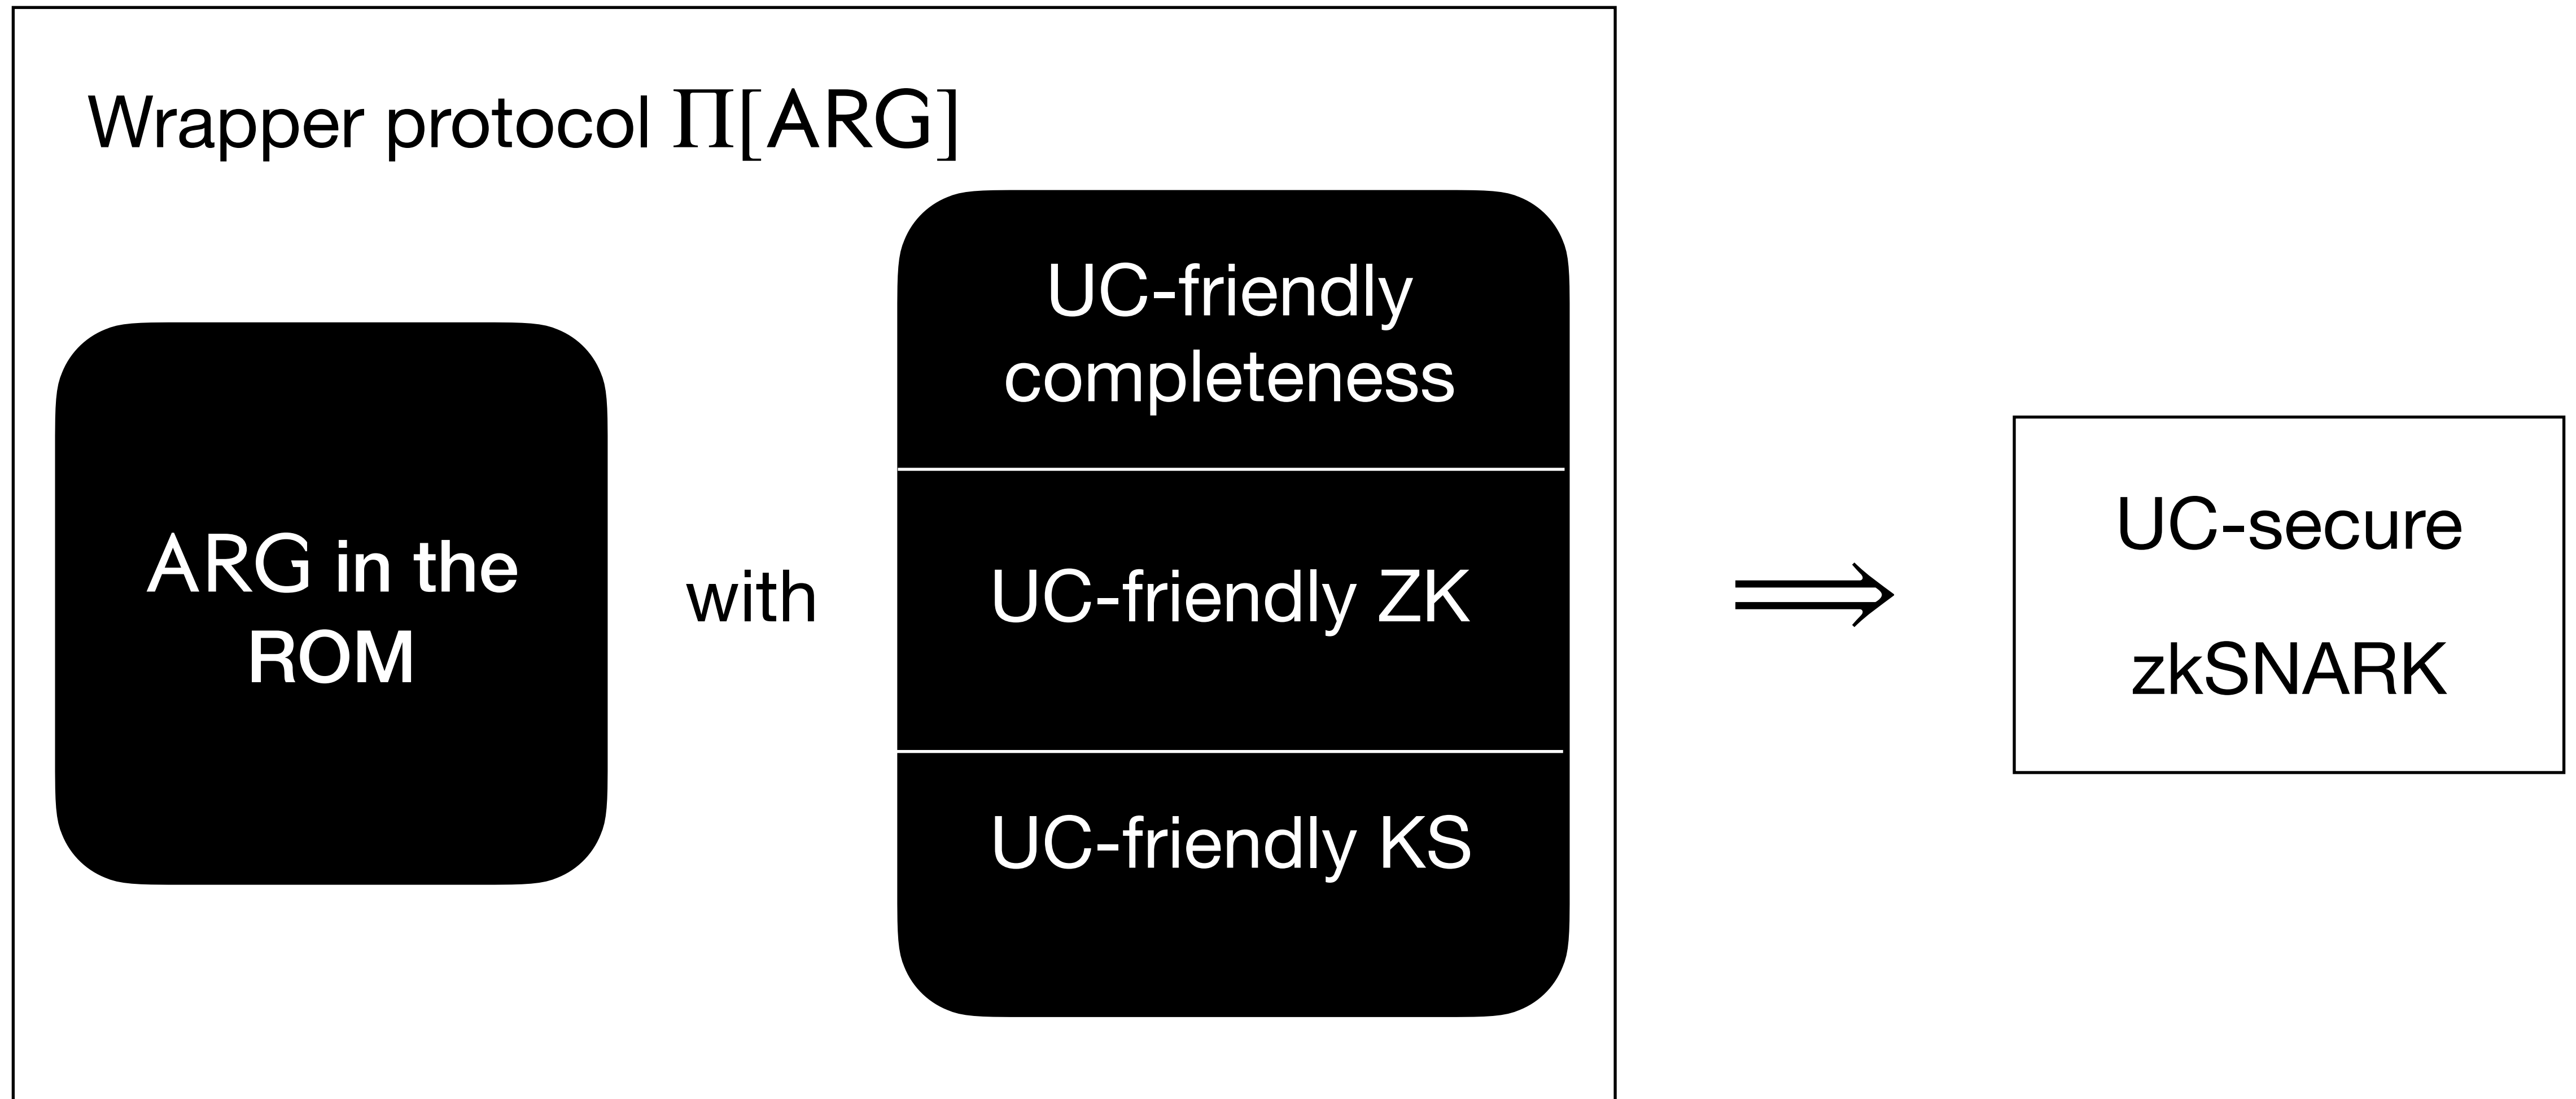 Wrapper protocol Π[ARG]
ARG in the
ROM
with
UC-friendly
completeness
UC-friendly ZK
UC-friendly KS
⟹
UC-secure
zkSNARK